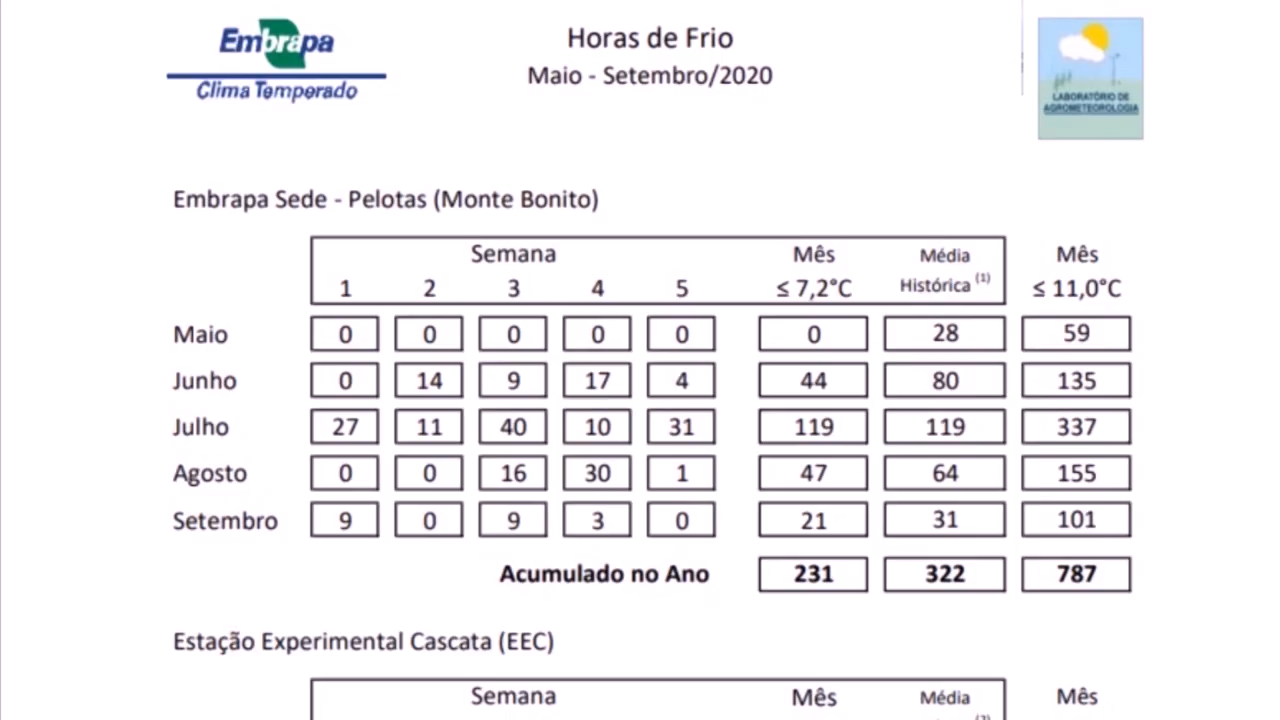 Embrapa
Clima Temperado
Horas de Frio
Maio - Setembro/2020
LABORATÓRIO DE
AGROMETEOROLOGIA
Embrapa Sede - Pelotas (Monte Bonito)
Semana Mês Média Mês
1 2 3 4 5 ≤ 7,2°C Histórica (1) ≤ 11,0°C
Maio 0 0 0 0 0 0 28 59
Junho 0 14 9 17 4 44 80 135
Julho 27 11 40 10 31 119 119 337
Agosto 0 0 16 30 1 47 64 155
Setembro 9 0 9 3 0 21 31 101
Acumulado no Ano 231 322 787
Estação Experimental Cascata (EEC)
Semana Mês Média Mês